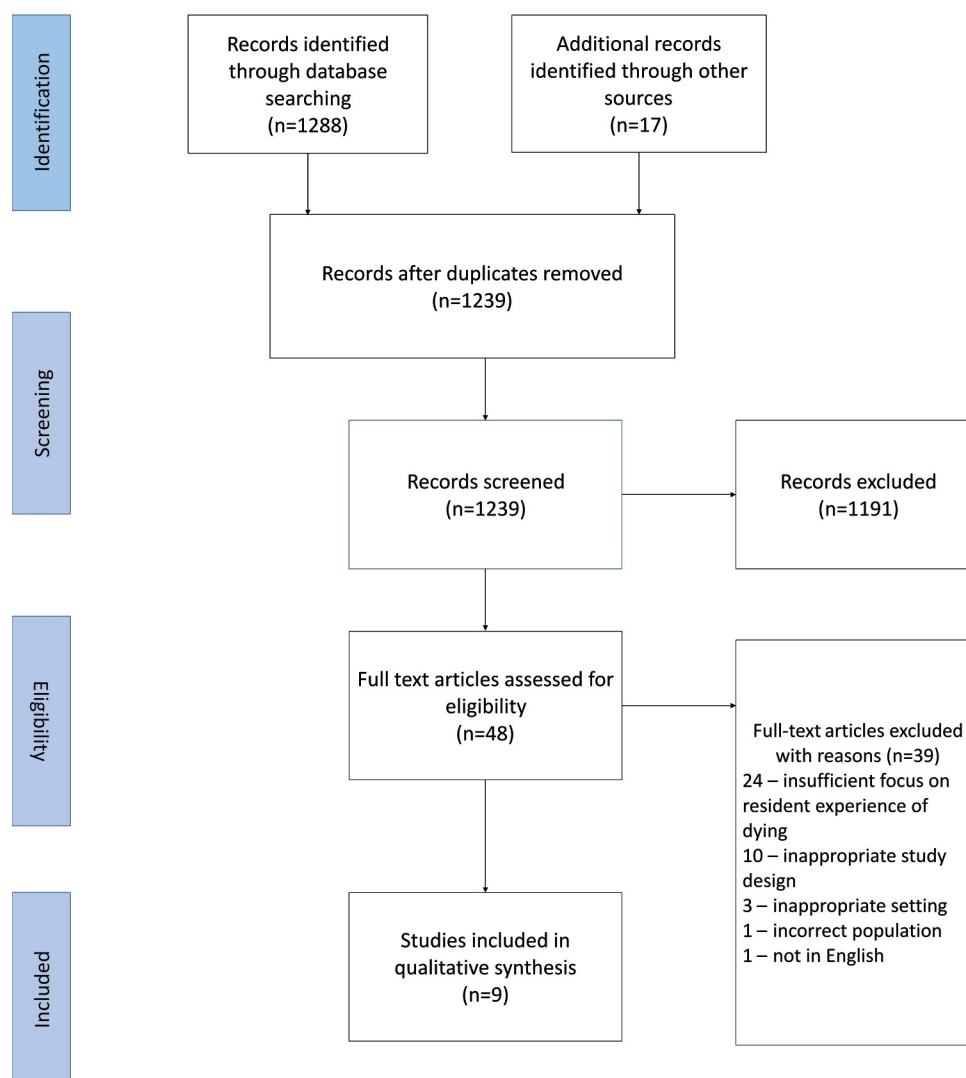 Identification
Records identified
through database
searching
(n=1288)
Additional records
identified through other
sources
(n=17)
Records after duplicates removed
(n=1239)
Screening
Records screened
(n=1239)
Records excluded
(n=1191)
Eligibility
Full text articles assessed for
eligibility
(n=48)
Full-text articles excluded
with reasons (n=39)
24 – insufficient focus on
resident experience of
dying
10 – inappropriate study
design
3 – inappropriate setting
1 – incorrect population
1 – not in English
Included
Studies included in
qualitative synthesis
(n=9)